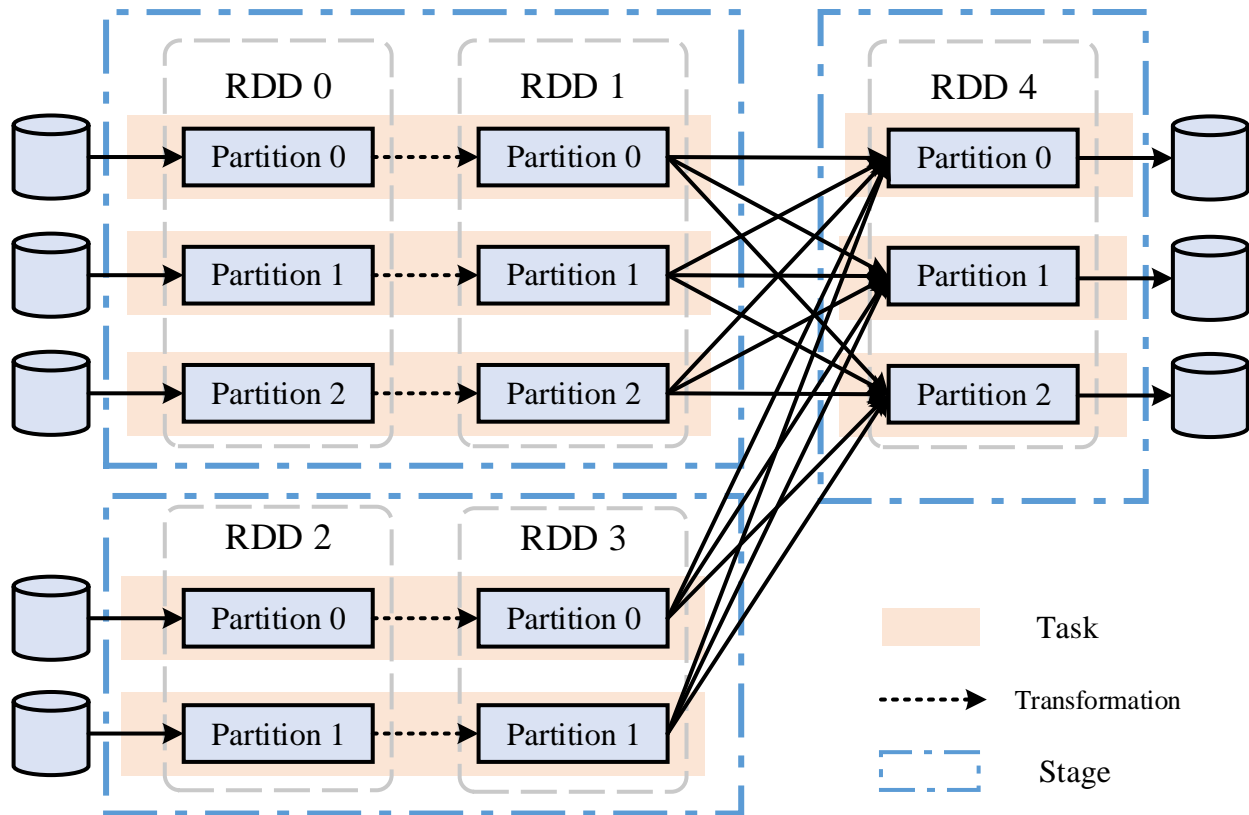 RDD 0
Partition 0
Partition 1
Partition 2
RDD 1
Partition 0
Partition 1
Partition 2
RDD 4
Partition 0
Partition 1
Partition 2
RDD 2
Partition 0
Partition 1
RDD 3
Partition 0
Partition 1
Task
Transformation
Stage